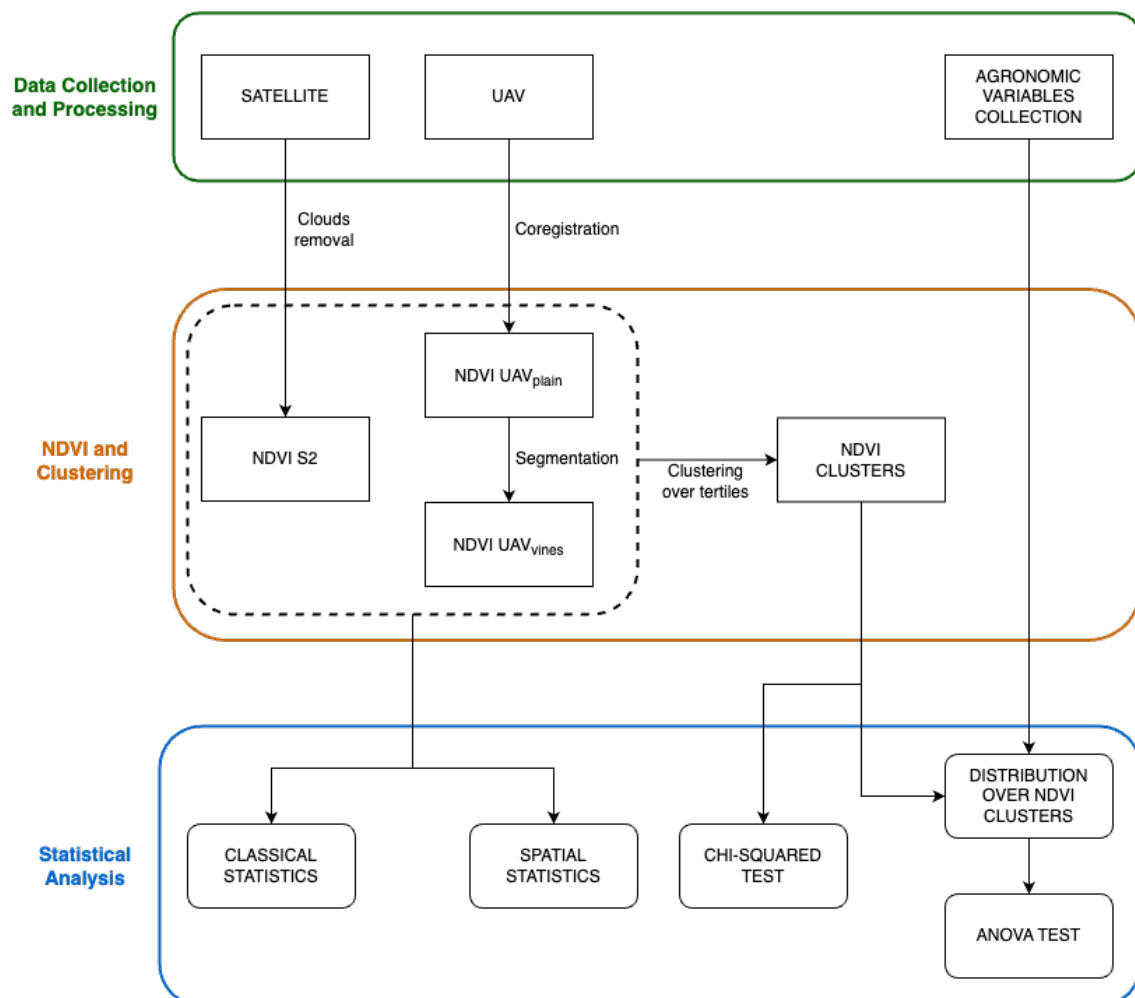 Data Collection
and Processing
SATELLITE
UAV
AGRONOMIC
VARIABLES
COLLECTION
Clouds
removal
Coregistration
NDVI and
Clustering
NDVI UAVplain
NDVI S2
Segmentation
NDVI UAVvines
Clustering
over tertiles
NDVI
CLUSTERS
Statistical
Analysis
CLASSICAL
STATISTICS
SPATIAL
STATISTICS
CHI-SQUARED
TEST
DISTRIBUTION
OVER NDVI
CLUSTERS
ANOVA TEST